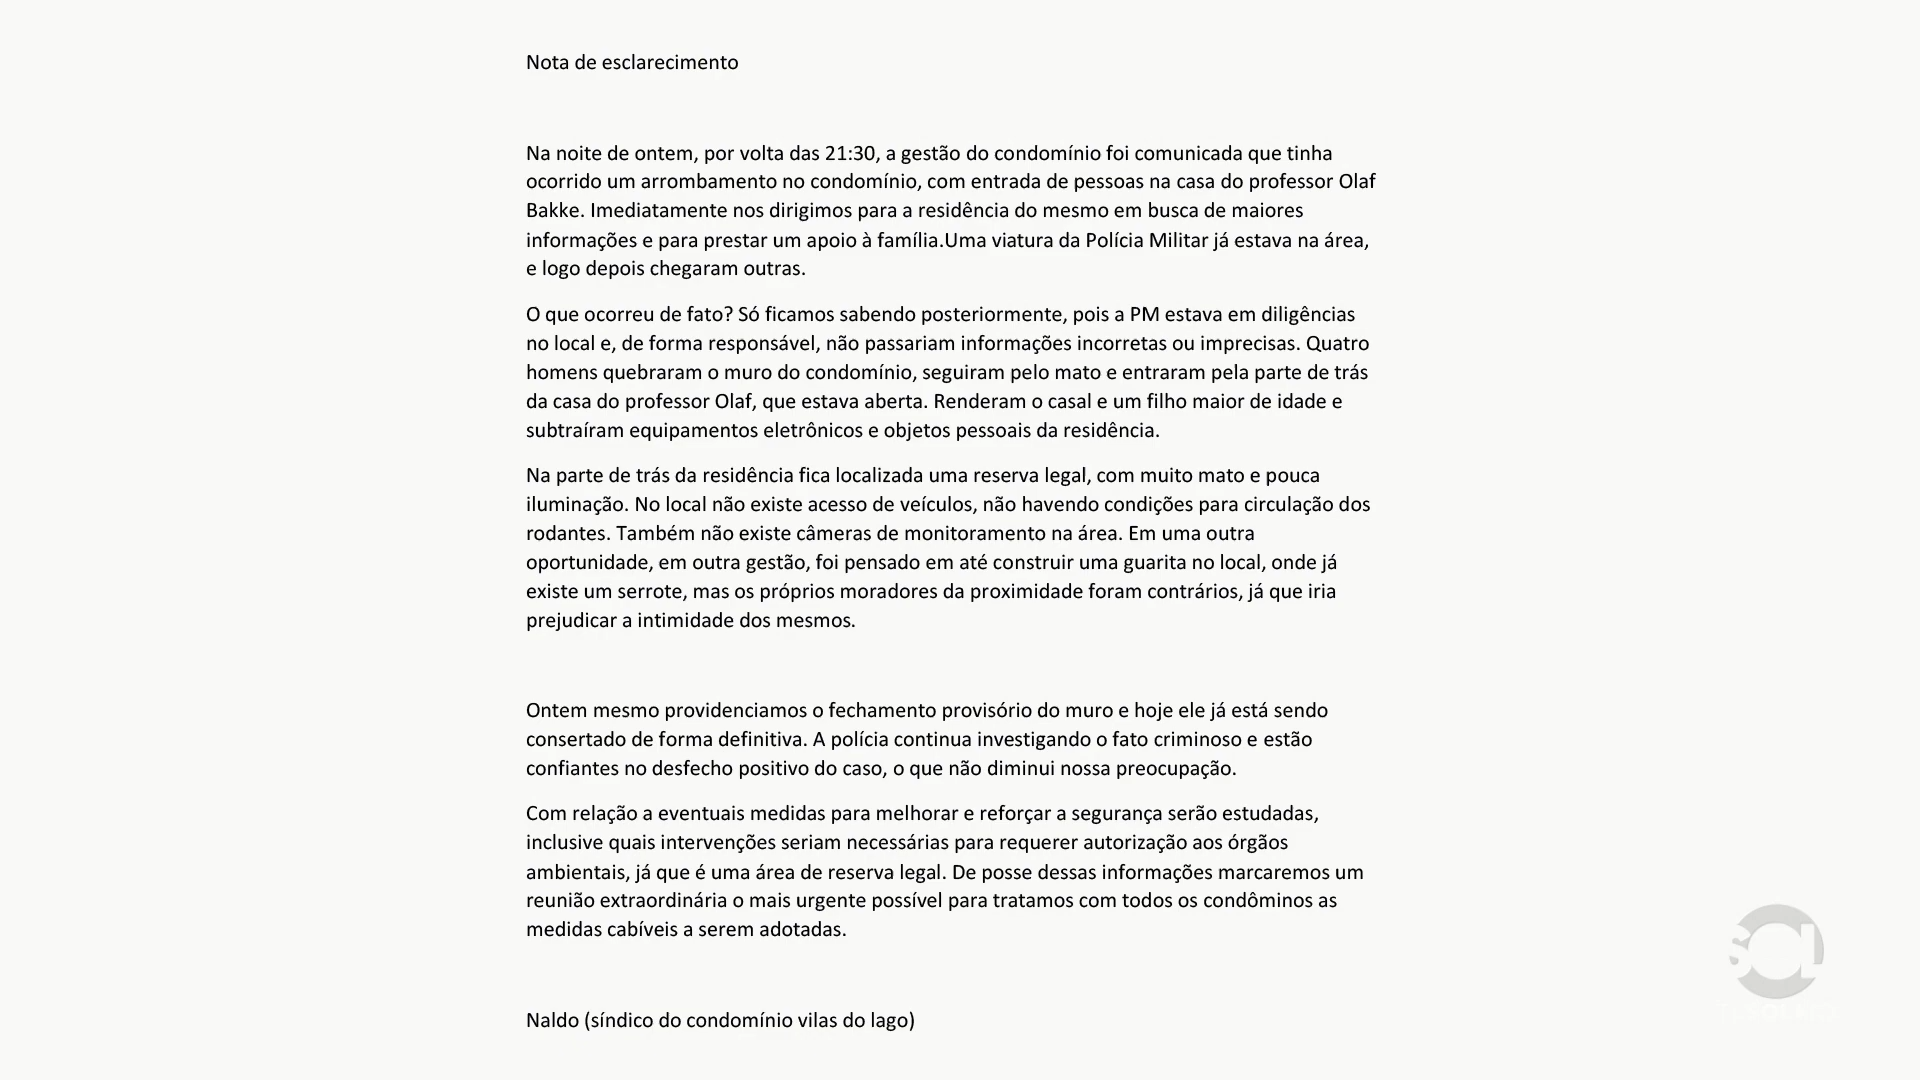 Nota de esclarecimento
Na noite de ontem, por volta das 21:30, a gestão do condomínio foi comunicada que tinha
ocorrido um arrombamento no condomínio, com entrada de pessoas na casa do professor Olaf
Bakke. Imediatamente nos dirigimos para a residência do mesmo em busca de maiores
informações e para prestar um apoio à família.Uma viatura da Polícia Militar já estava na área,
e logo depois chegaram outras.
O que ocorreu de fato? Só ficamos sabendo posteriormente, pois a PM estava em diligências
no local e, de forma responsável, não passariam informações incorretas ou imprecisas. Quatro
homens quebraram o muro do condomínio, seguiram pelo mato e entraram pela parte de trás
da casa do professor Olaf, que estava aberta. Renderam o casal e um filho maior de idade e
subtraíram equipamentos eletrônicos e objetos pessoais da residência.
Na parte de trás da residência fica localizada uma reserva legal, com muito mato e pouca
iluminação. No local não existe acesso de veículos, não havendo condições para circulação dos
rodantes. Também não existe câmeras de monitoramento na área. Em uma outra
oportunidade, em outra gestão, foi pensado em até construir uma guarita no local, onde já
existe um serrote, mas os próprios moradores da proximidade foram contrários, já que iria
prejudicar a intimidade dos mesmos.
Ontem mesmo providenciamos o fechamento provisório do muro e hoje ele já está sendo
consertado de forma definitiva. A polícia continua investigando o fato criminoso e estão
confiantes no desfecho positivo do caso, o que não diminui nossa preocupação.
Com relação a eventuais medidas para melhorar e reforçar a segurança serão estudadas,
inclusive quais intervenções seriam necessárias para requerer autorização aos órgãos
ambientais, já que é uma área de reserva legal. De posse dessas informações marcaremos um
reunião extraordinária o mais urgente possível para tratamos com todos os condôminos as
medidas cabíveis a serem adotadas.
Naldo (síndico do condomínio vilas do lago)
SOL